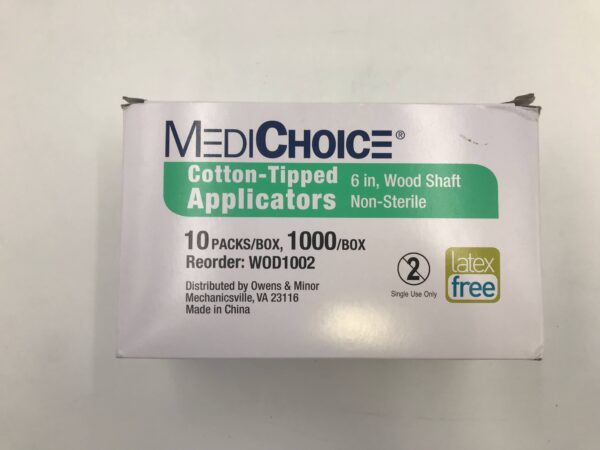 MEDICHOICE®
Cotton-Tipped Applicators
6 in, Wood Shaft
Non-Sterile
10 PACKS/BOX, 1000/BOX
Reorder: WOD1002
Distributed by Owens & Minor
Mechanicsville, VA 23116
Made in China
2
Single Use Only
latex
free